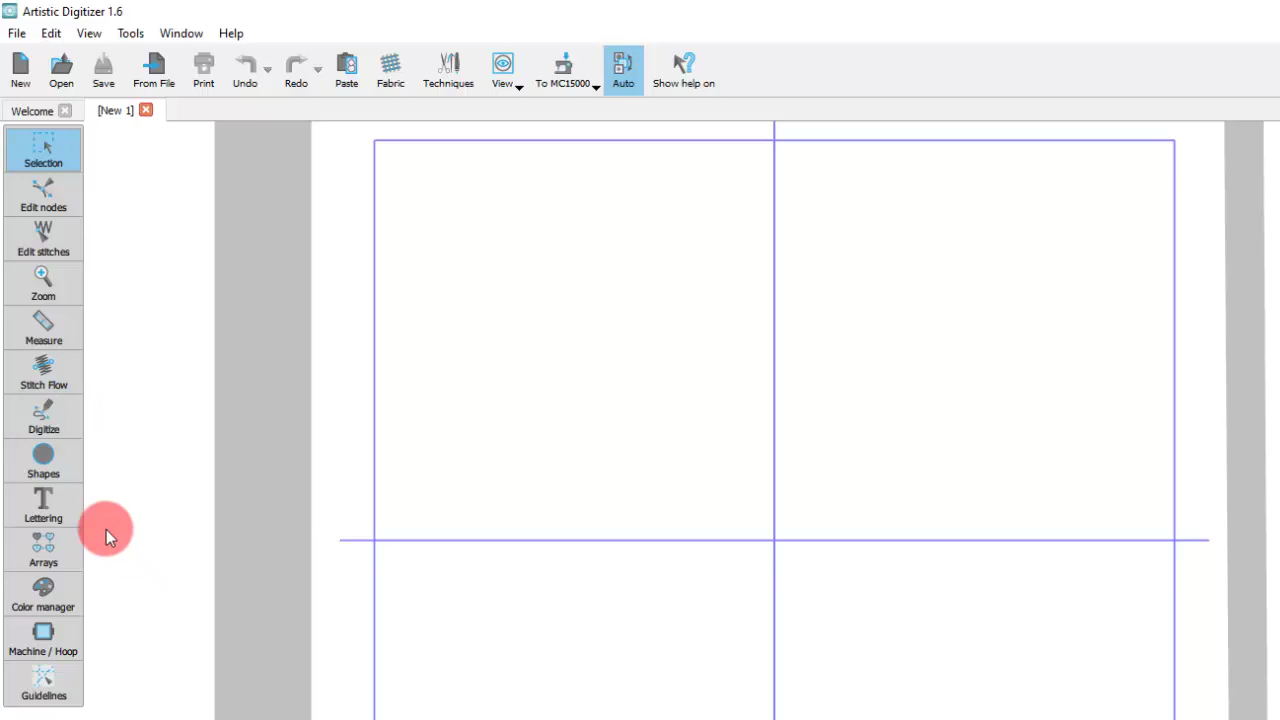 Artistic Digitizer 1.6
File Edit View Tools Window Help
New Open Save From File Print Undo Redo Paste Fabric Techniques View To MC15000 Auto Show help on
Welcome [New 1]
Selection
Edit nodes
Edit stitches
Zoom
Measure
Stitch Flow
Digitize
Shapes
T
Lettering
Arrays
Color manager
Machine / Hoop
Guidelines